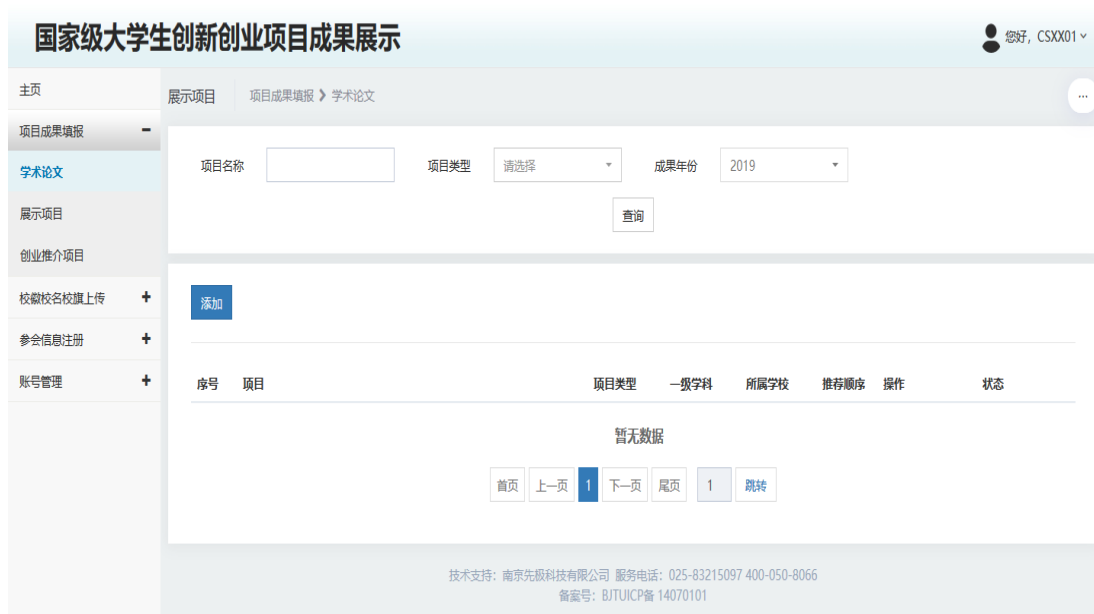 国家级大学生创新创业项目成果展示
您好，CSXX01
主页
项目成果填报
学术论文
展示项目
创业推介项目
校徽校名校旗上传
参会信息注册
账号管理
展示项目 项目成果填报 》 学术论文
...
项目名称 项目类型 请选择 成果年份 2019
查询
添加
序号 项目 项目类型 一级学科 所属学校 推荐顺序 操作 状态
暂无数据
首页 上一页 1 下一页 尾页 1 跳转
技术支持：南京先极科技有限公司 服务电话：025-83215097 400-050-8066
备案号：BJTUICP备 14070101